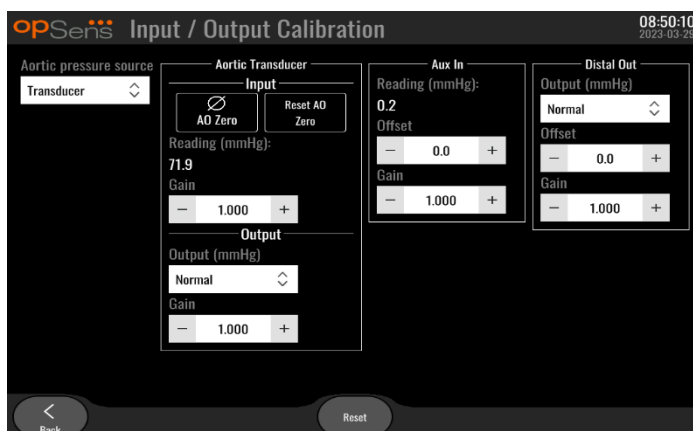 opSens Input / Output Calibration
08:50:10
2023-03-29
Aortic pressure source
Transducer
Aortic Transducer
Input
AO Zero
Reset AO
Zero
Reading (mmHg):
71.9
Gain
− 1.000 +
Output
Output (mmHg)
Normal
Gain
− 1.000 +
Aux In
Reading (mmHg):
0.2
Offset
− 0.0 +
Gain
− 1.000 +
Distal Out
Output (mmHg)
Normal
Offset
− 0.0 +
Gain
− 1.000 +
Back
Reset